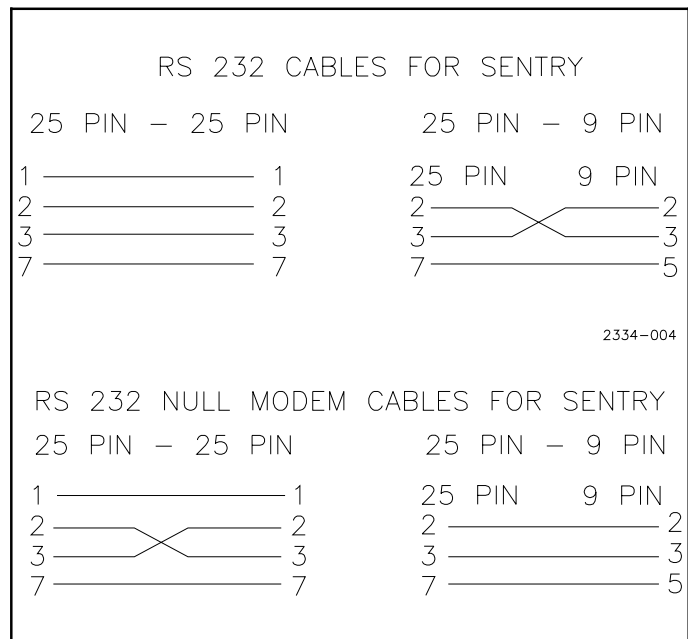 RS 232 CABLES FOR SENTRY
25 PIN – 25 PIN
1 1
2 2
3 3
7 7
25 PIN – 9 PIN
25 PIN 9 PIN
2 2
3 3
7 5
2334–004
RS 232 NULL MODEM CABLES FOR SENTRY
25 PIN – 25 PIN
1 1
2 2
3 3
7 7
25 PIN – 9 PIN
25 PIN 9 PIN
2 2
3 3
7 5